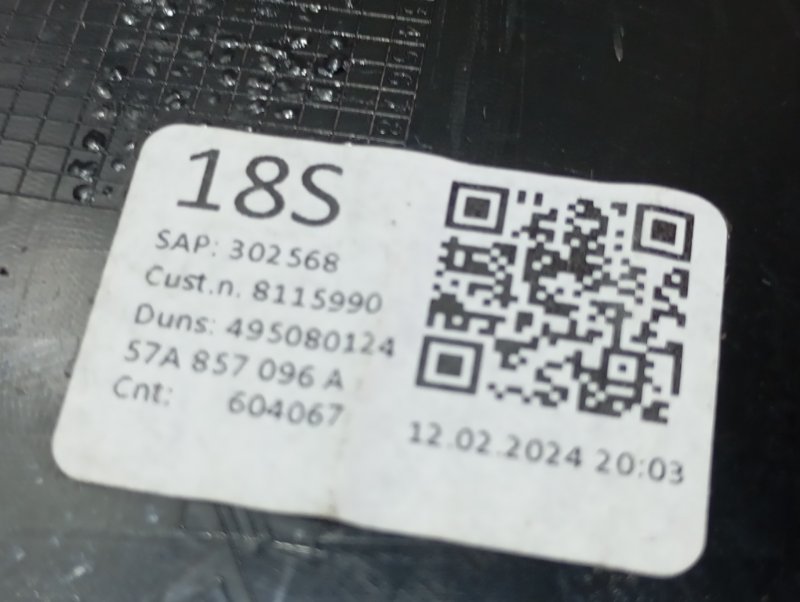 18S
SAP: 302568
Cust.n. 8115990
Duns: 495080124
57A 857 096 A
Cnt: 604067
12.02.2024 20:03